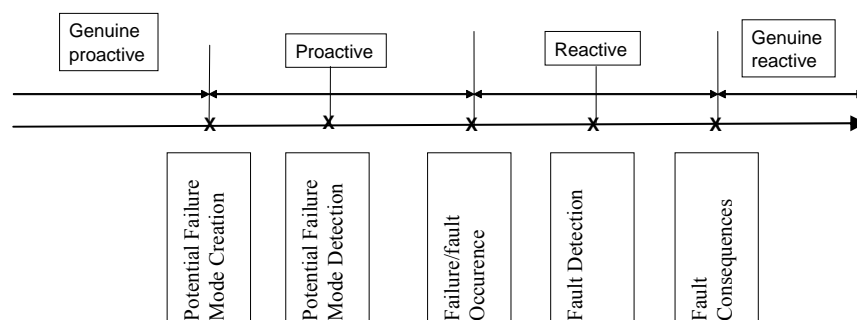 Genuine
proactive
Proactive
Reactive
Genuine
reactive
X
X
X
X
X
Potential Failure
Mode Creation
Potential Failure
Mode Detection
Failure/fault
Occurence
Fault Detection
Fault
Consequences